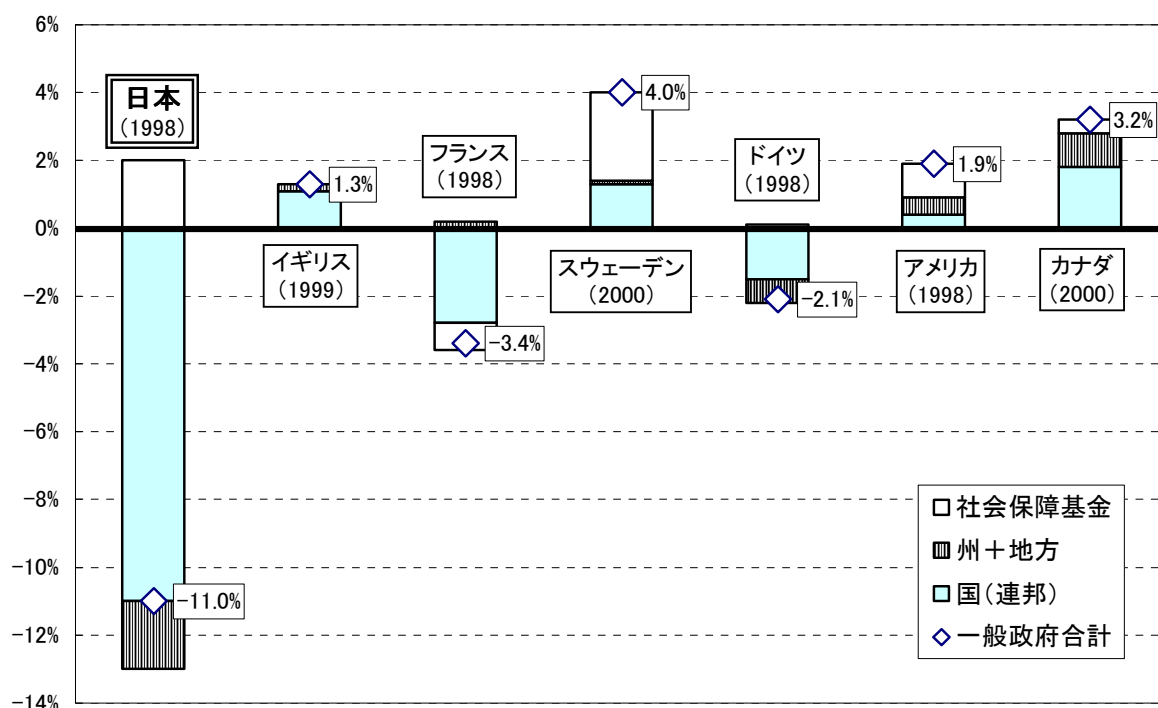 6%
4%
2%
0%
-2%
-4%
-6%
-8%
-10%
-12%
-14%
日本
(1998)
-11.0%
1.3%
イギリス
(1999)
フランス
(1998)
-3.4%
4.0%
スウェーデン
(2000)
ドイツ
(1998)
-2.1%
1.9%
アメリカ
(1998)
3.2%
カナダ
(2000)
社会保障基金
州＋地方
国（連邦）
一般政府合計